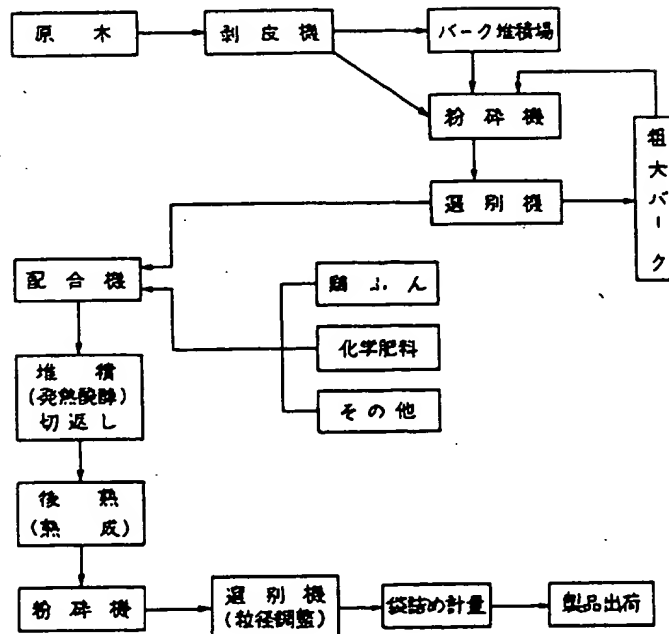 原木
剥皮機
バーク堆積場
粉砕機
粗大バーク
選別機
配合機
鶏ふん
化学肥料
その他
堆積
(発熱醗酵)
切返し
後熟
(熟成)
粉砕機
選別機
(粒径調整)
袋詰め計量
製品出荷